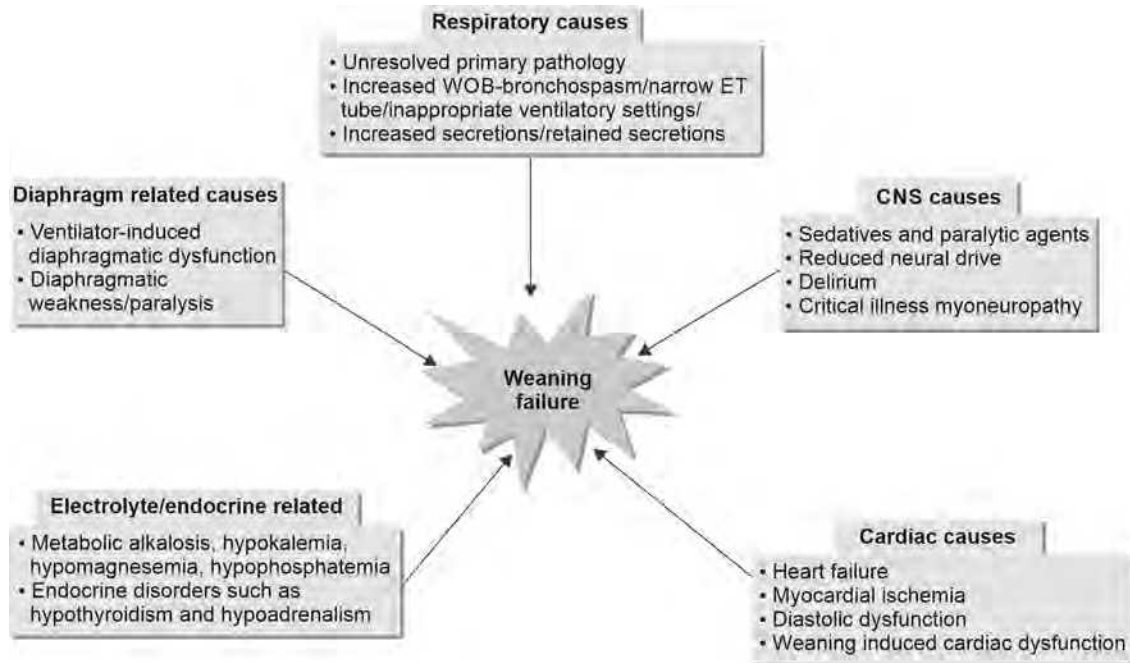 Respiratory causes
• Unresolved primary pathology
• Increased WOB-bronchospasm/narrow ET
tube/inappropriate ventilatory settings/
• Increased secretions/retained secretions
Diaphragm related causes
• Ventilator-induced
diaphragmatic dysfunction
• Diaphragmatic
weakness/paralysis
CNS causes
• Sedatives and paralytic agents
• Reduced neural drive
• Delirium
• Critical illness myoneuropathy
Weaning
failure
Electrolyte/endocrine related
• Metabolic alkalosis, hypokalemia,
hypomagnesemia, hypophosphatemia
• Endocrine disorders such as
hypothyroidism and hypoadrenalism
Cardiac causes
• Heart failure
• Myocardial ischemia
• Diastolic dysfunction
• Weaning induced cardiac dysfunction